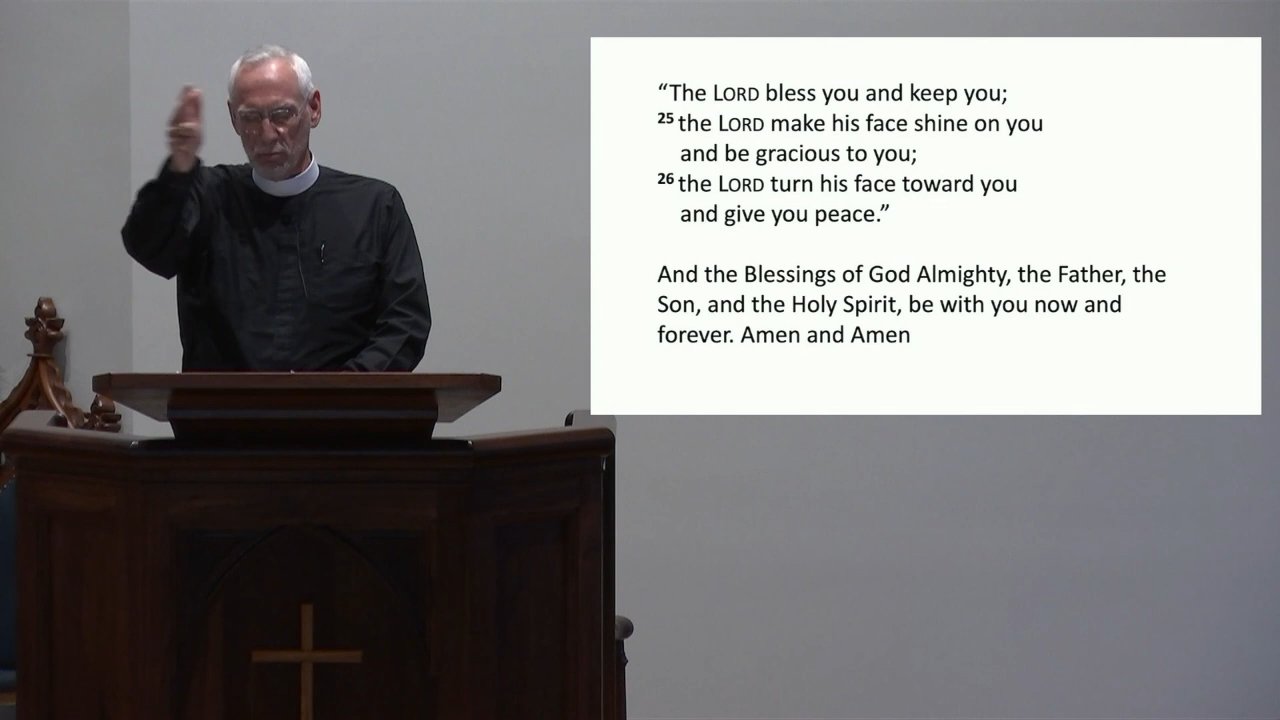 “The LORD bless you and keep you;
25 the LORD make his face shine on you
and be gracious to you;
26 the LORD turn his face toward you
and give you peace.”
And the Blessings of God Almighty, the Father, the
Son, and the Holy Spirit, be with you now and
forever. Amen and Amen